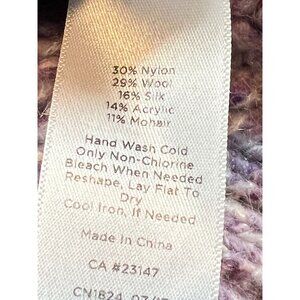 30% Nylon
29% Wool
16% Silk
14% Acrylic
11% Mohair
Hand Wash Cold
Only Non-Chlorine
Bleach When Needed
Reshape, Lay Flat To
Dry
Cool Iron, If Needed
Made In China
CA #23147
CN1824